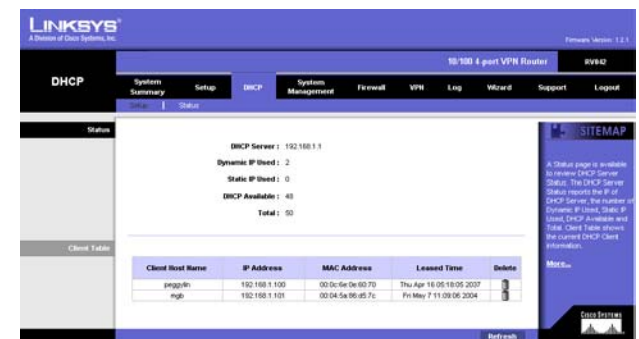 LINKSYS®
A Division of Cisco Systems, Inc.
Firmware Version: 1.2.1
10/100 4-port VPN Router
RV042
DHCP
System Summary
Setup
DHCP
System Management
Firewall
VPN
Log
Wizard
Support
Logout
Setup | Status
Status
DHCP Server : 192.168.1.1
Dynamic IP Used : 2
Static IP Used : 0
DHCP Available : 48
Total : 50
SITEMAP
A Status page is available
to review DHCP Server
Status. The DHCP Server
Status reports the IP of
DHCP Server, the number of
Dynamic IP Used, Static IP
Used, DHCP Available and
Total. Client Table shows
the current DHCP Client
information.
More...
Client Table
Client Host Name IP Address MAC Address Leased Time Delete
peggylin 192.168.1.100 00:0c:6e:0e:60:70 Thu Apr 16 05:18:05 2007
mgb 192.168.1.101 00:04:5a:86:d5:7c Fri May 7 11:09:06 2004
Refresh
CISCO SYSTEMS